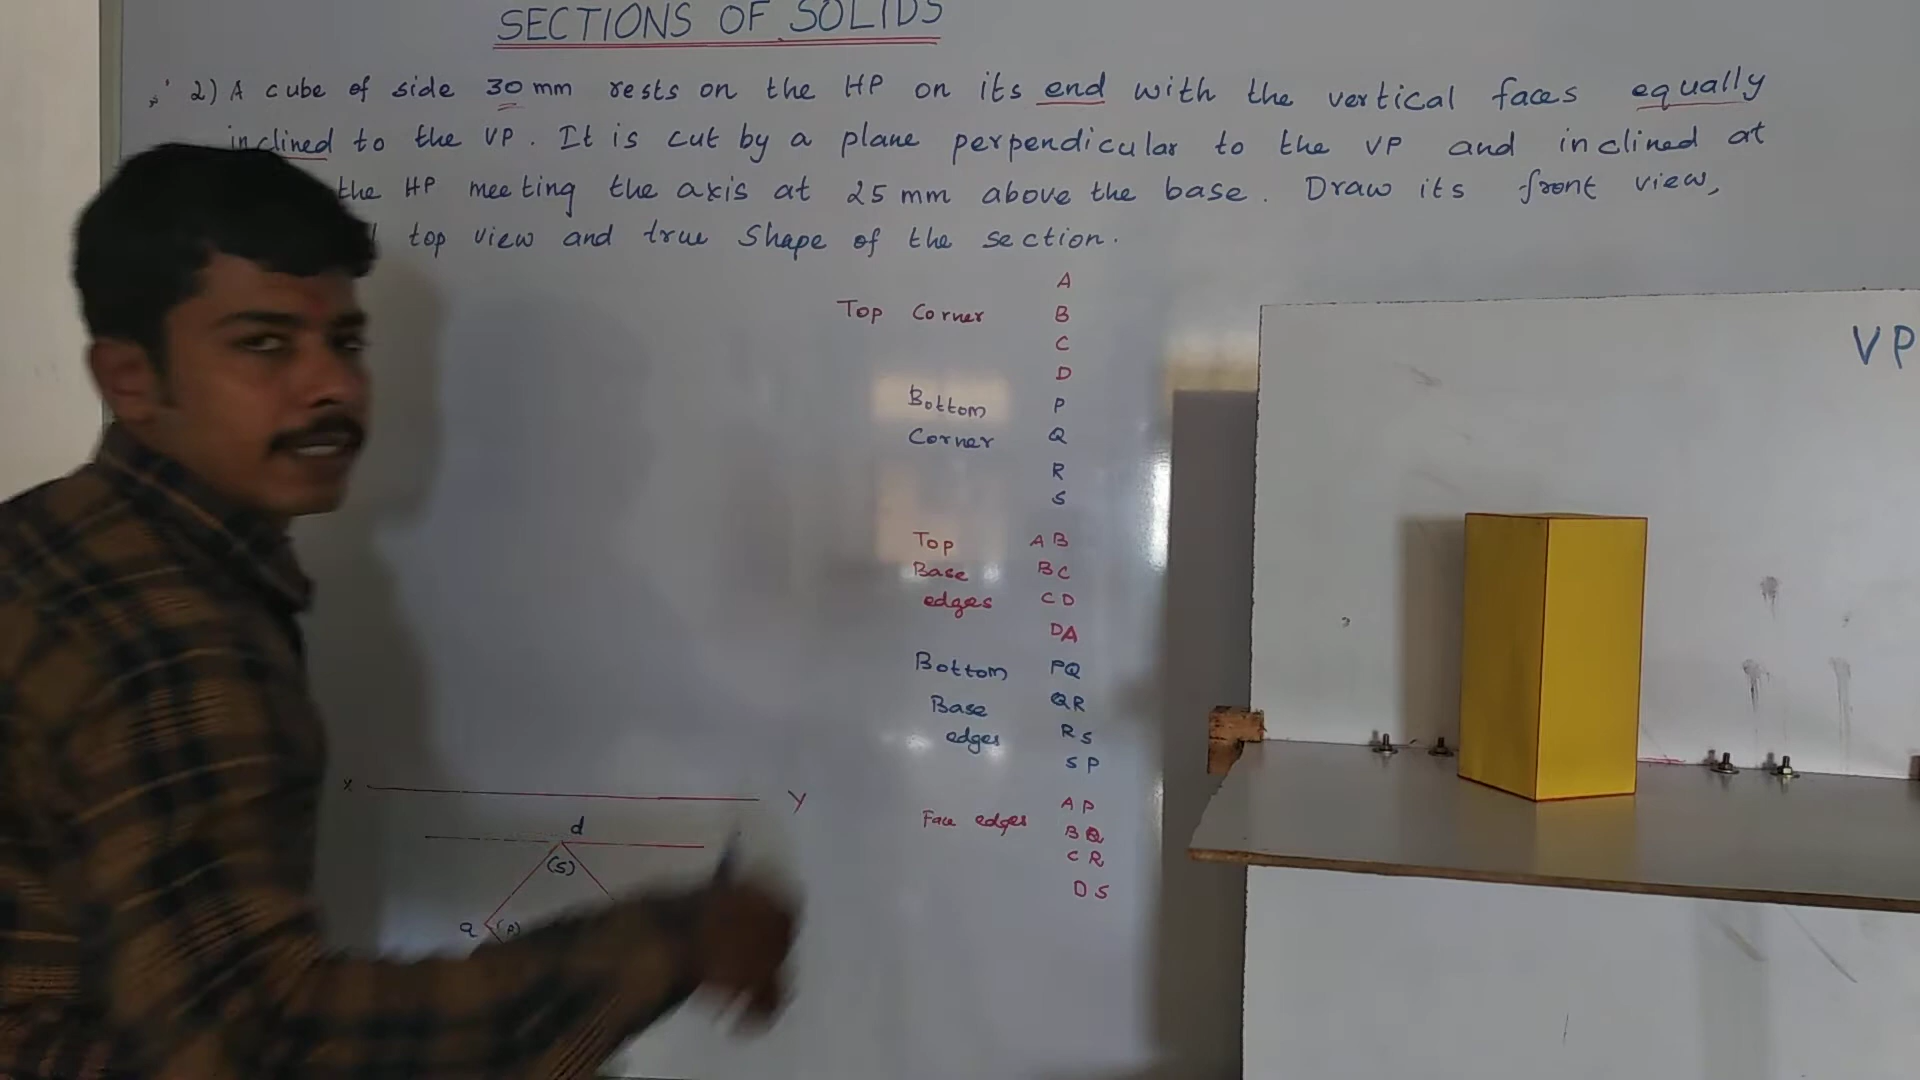 SECTIONS OF SOLIDS
2) A cube of side 30 mm rests on the HP on its end with the vertical faces equally
inclined to the VP. It is cut by a plane perpendicular to the VP and inclined at
the HP meeting the axis at 25 mm above the base. Draw its front view,
top view and true shape of the section.
A
Top Corner B
C
D
Bottom P
Corner Q
R
S
Top AB
Base BC
edges CD
DA
Bottom PQ
Base QR
edges RS
SP
Face edges AP
BQ
CR
DS
X Y
d
(S)
a (P)
VP